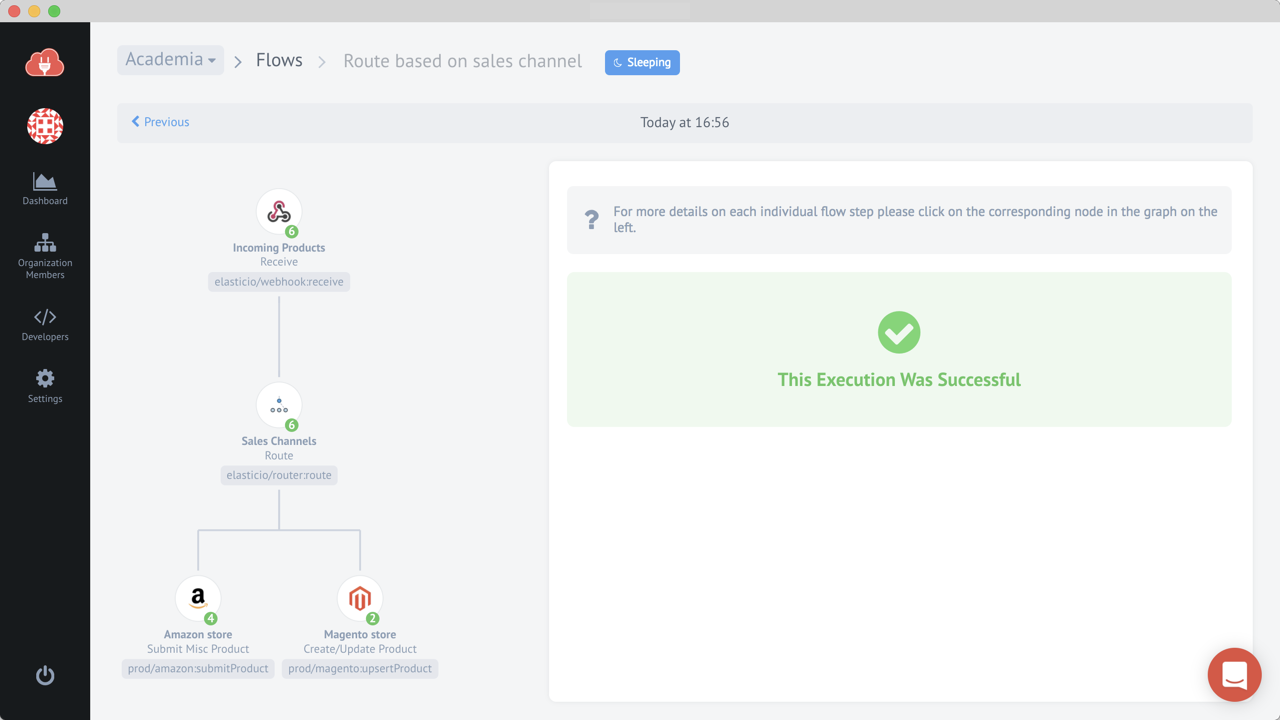 Academia
Flows
Route based on sales channel
Sleeping
Previous
Today at 16:56
Dashboard
Organization
Members
Developers
Settings
6
Incoming Products
Receive
elasticio/webhook:receive
6
Sales Channels
Route
elasticio/router:route
a
4
Amazon store
Submit Misc Product
prod/amazon:submitProduct
2
Magento store
Create/Update Product
prod/magento:upsertProduct
?
For more details on each individual flow step please click on the corresponding node in the graph on the
left.
This Execution Was Successful